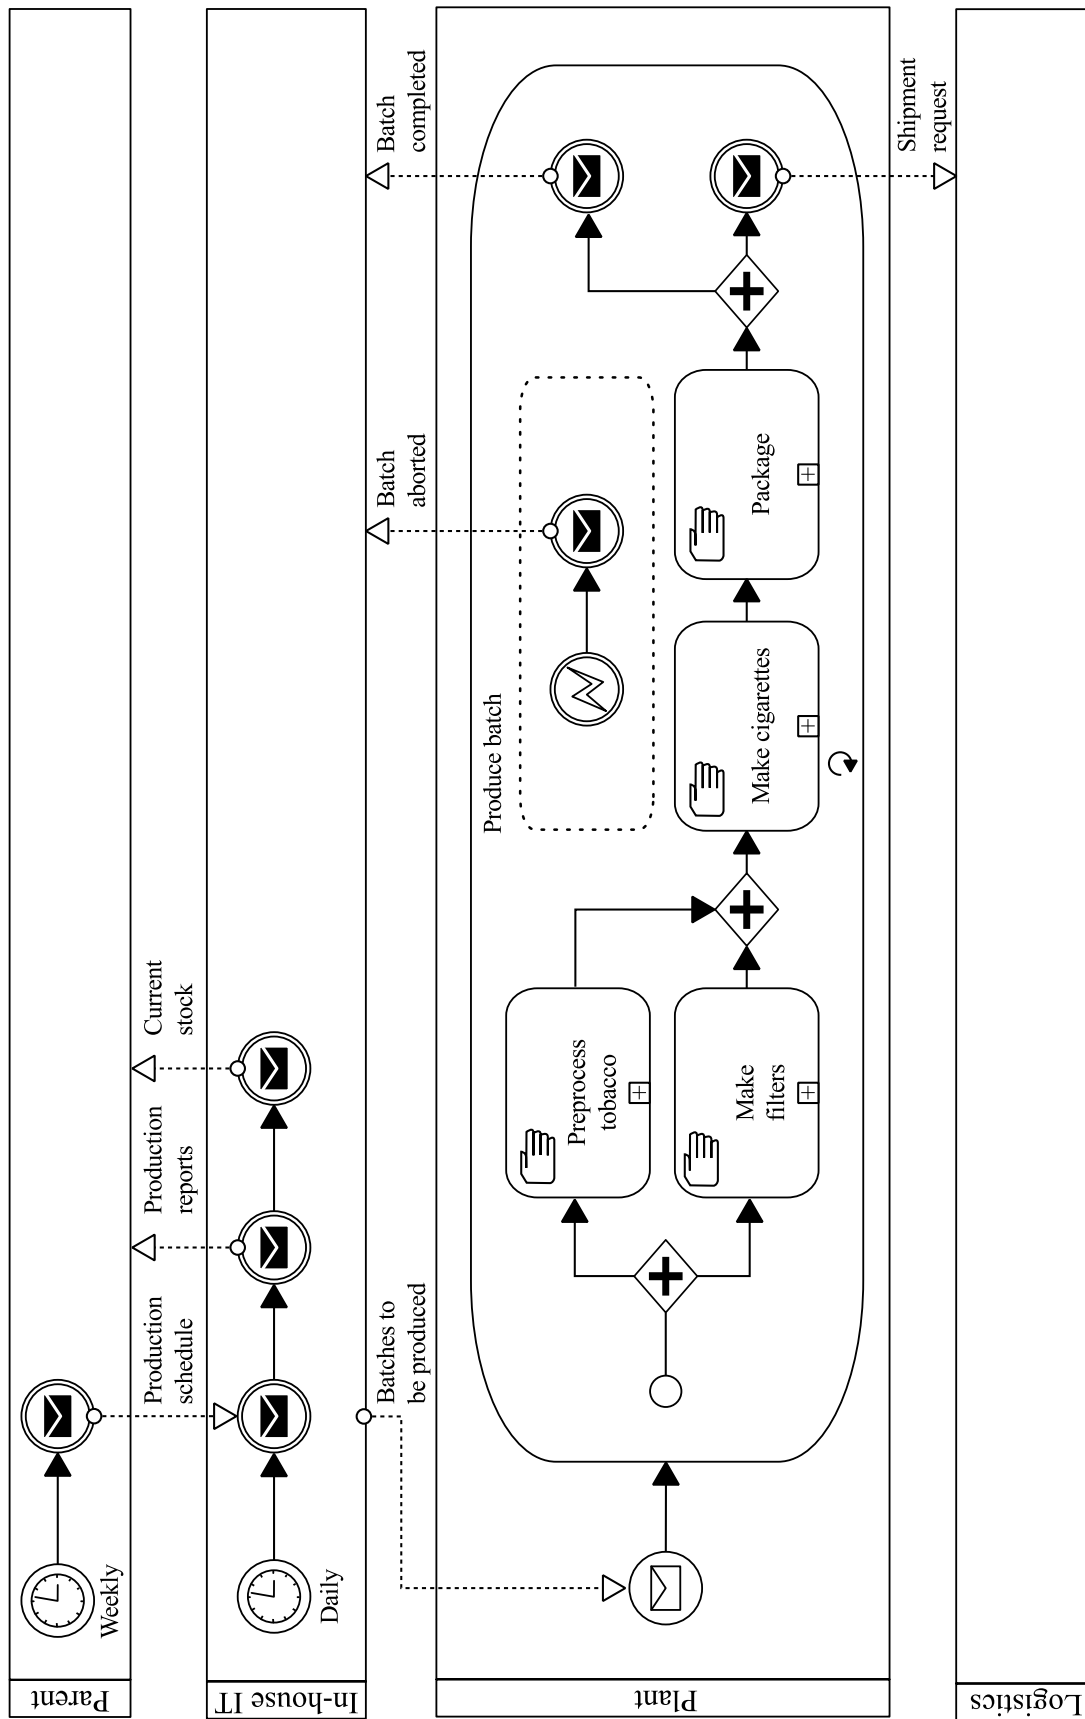 Parent
Weekly
Production
schedule
Production
reports
Current
stock
In-house IT
Daily
Batches to
be produced
Batch
aborted
Batch
completed
Plant
Produce batch
Preprocess
tobacco
Make
filters
Make cigarettes
Package
Shipment
request
Logistics